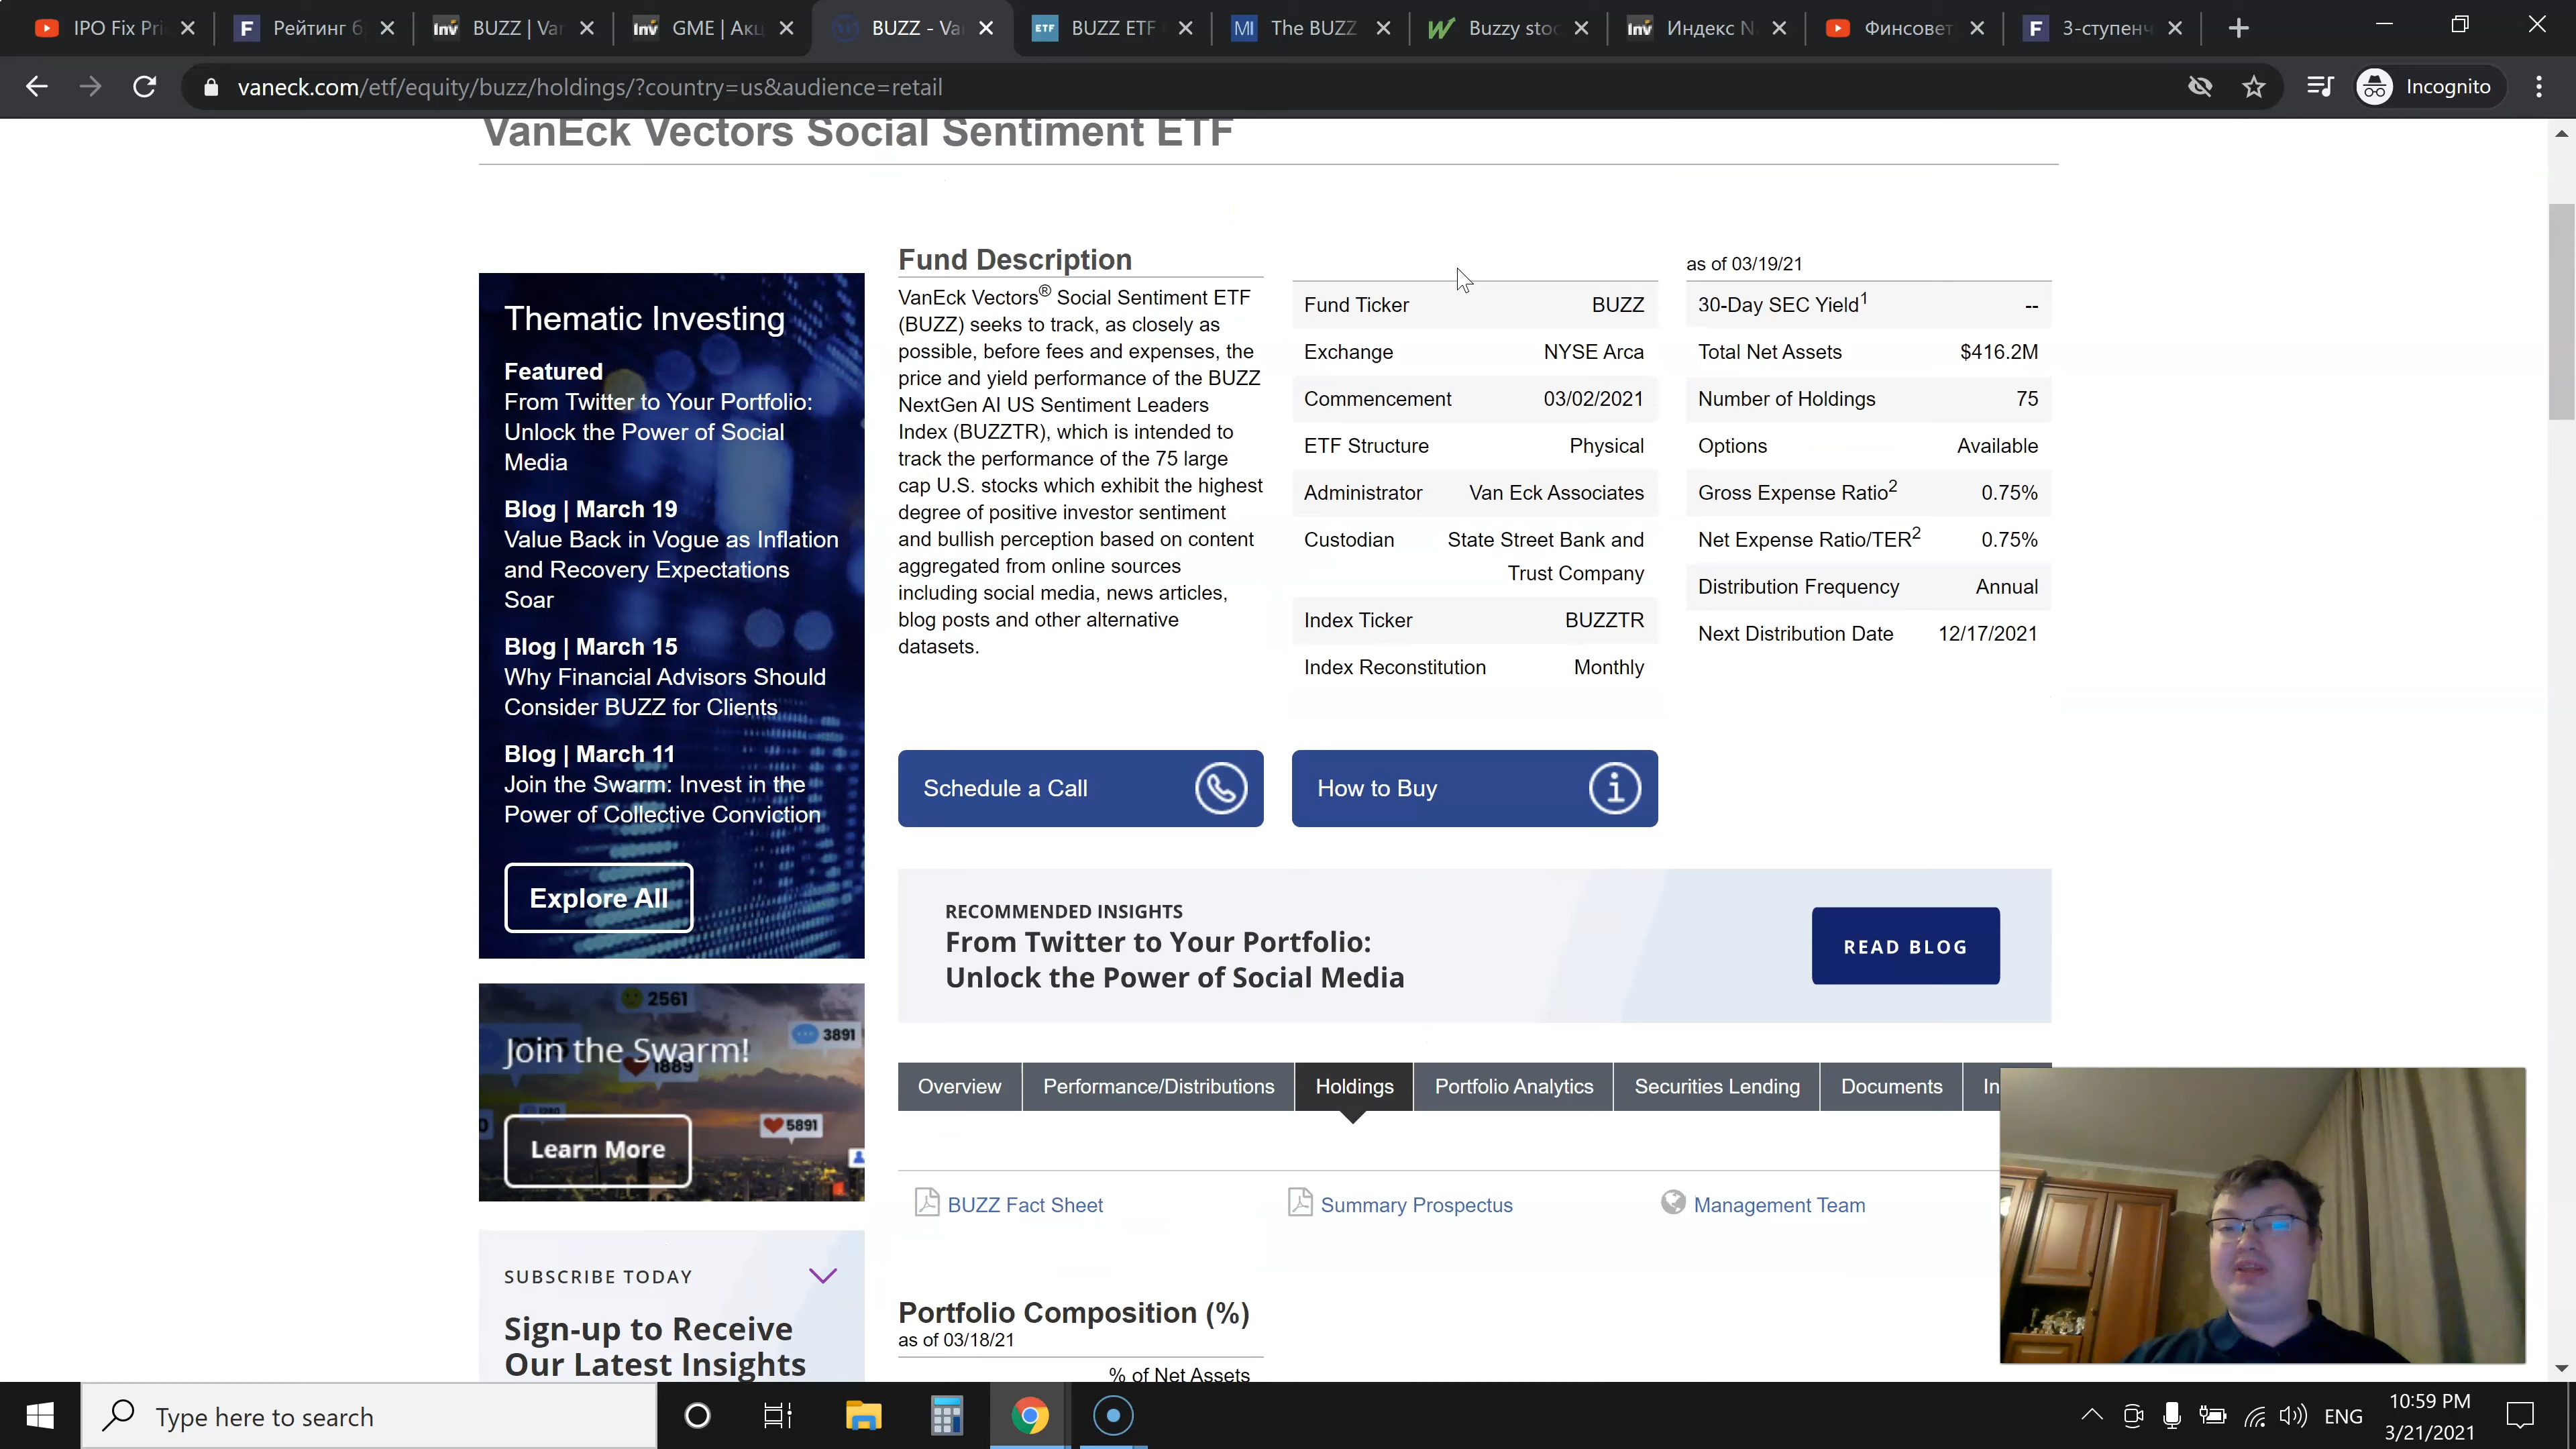 IPO Fix Pri
Рейтинг б
BUZZ | Van
GME | Акц
BUZZ - Va
BUZZ ETF
The BUZZ
Buzzy stoc
Индекс N
Финсовет
3-ступенч
vaneck.com/etf/equity/buzz/holdings/?country=us&audience=retail
Incognito
VanEck Vectors Social Sentiment ETF
Thematic Investing
Featured
From Twitter to Your Portfolio:
Unlock the Power of Social
Media
Blog | March 19
Value Back in Vogue as Inflation
and Recovery Expectations
Soar
Blog | March 15
Why Financial Advisors Should
Consider BUZZ for Clients
Blog | March 11
Join the Swarm: Invest in the
Power of Collective Conviction
Explore All
2561
3891
Join the Swarm!
1889
5891
Learn More
SUBSCRIBE TODAY
Sign-up to Receive
Our Latest Insights
Fund Description
VanEck Vectors® Social Sentiment ETF
(BUZZ) seeks to track, as closely as
possible, before fees and expenses, the
price and yield performance of the BUZZ
NextGen AI US Sentiment Leaders
Index (BUZZTR), which is intended to
track the performance of the 75 large
cap U.S. stocks which exhibit the highest
degree of positive investor sentiment
and bullish perception based on content
aggregated from online sources
including social media, news articles,
blog posts and other alternative
datasets.
Fund Ticker BUZZ
Exchange NYSE Arca
Commencement 03/02/2021
ETF Structure Physical
Administrator Van Eck Associates
Custodian State Street Bank and
Trust Company
Index Ticker BUZZTR
Index Reconstitution Monthly
as of 03/19/21
30-Day SEC Yield1 --
Total Net Assets $416.2M
Number of Holdings 75
Options Available
Gross Expense Ratio2 0.75%
Net Expense Ratio/TER2 0.75%
Distribution Frequency Annual
Next Distribution Date 12/17/2021
Schedule a Call
How to Buy
RECOMMENDED INSIGHTS
From Twitter to Your Portfolio:
Unlock the Power of Social Media
READ BLOG
Overview Performance/Distributions Holdings Portfolio Analytics Securities Lending Documents In
BUZZ Fact Sheet Summary Prospectus Management Team
Portfolio Composition (%)
as of 03/18/21
% of Net Assets
Type here to search
ENG
10:59 PM
3/21/2021